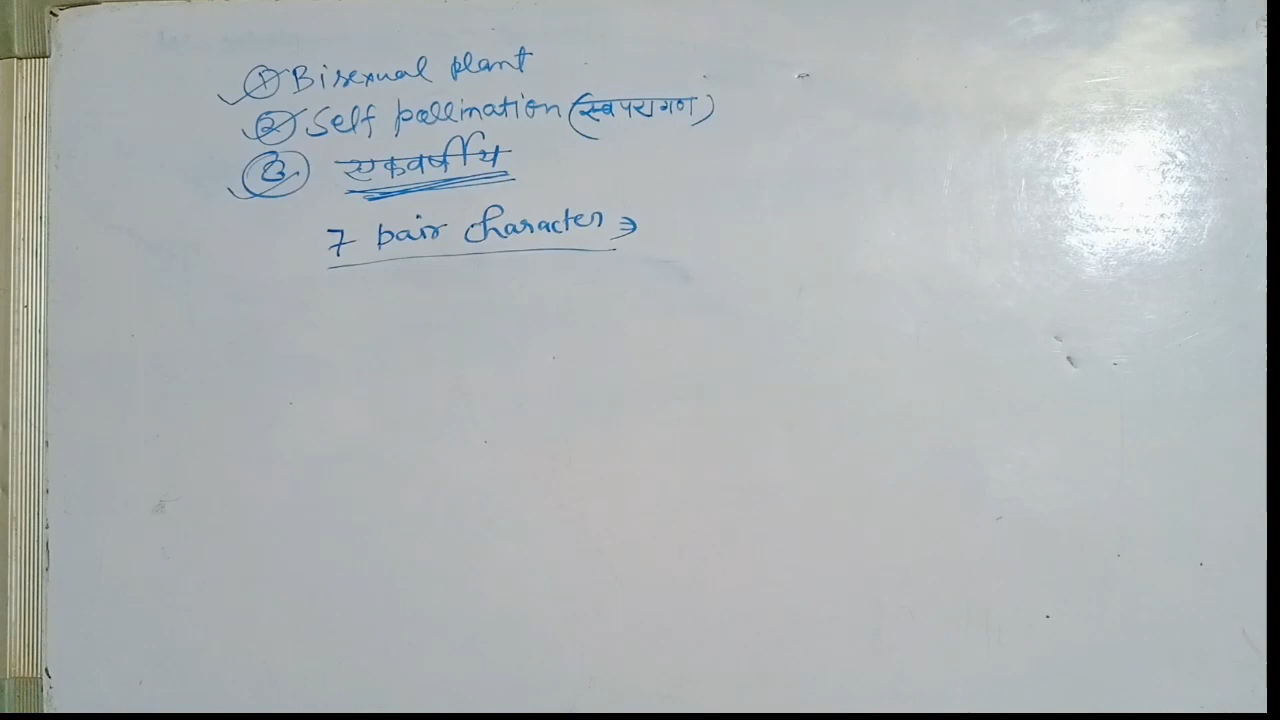 ① Bisexual plant
② Self pollination (स्वपरागण)
③ एकवर्षीय
7 pair character ⇒